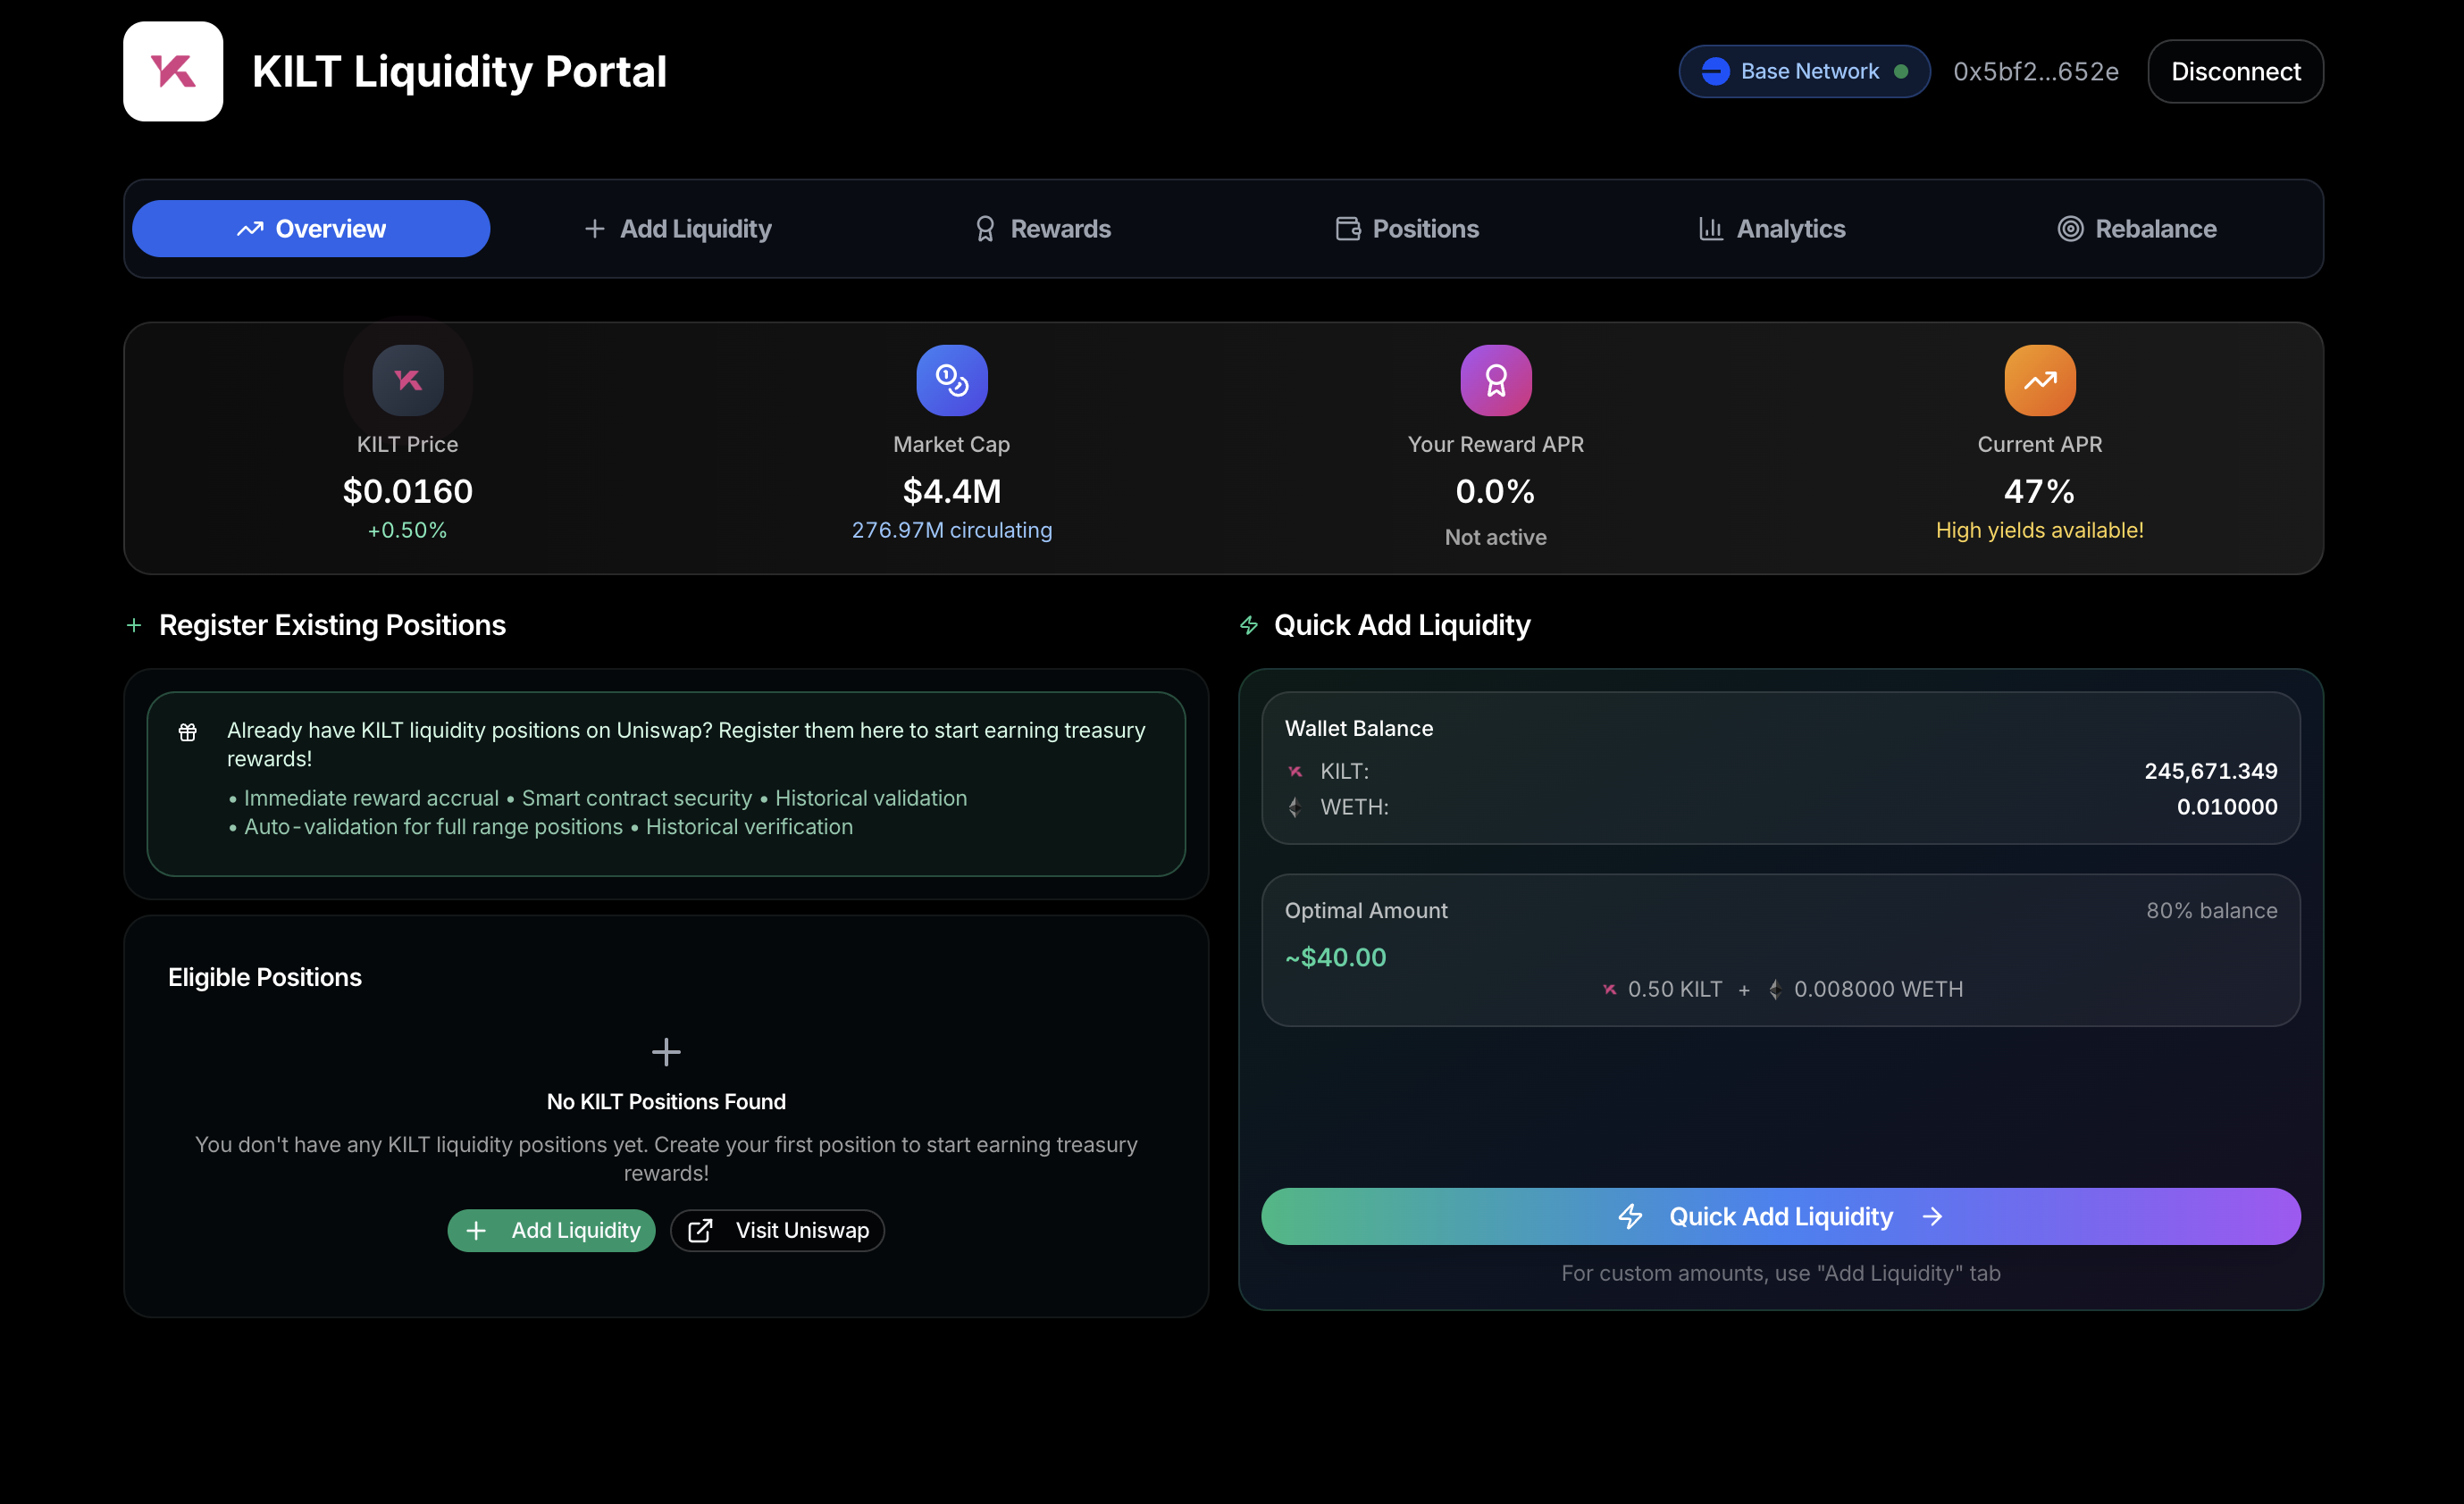 KILT Liquidity Portal
Base Network
0x5bf2...652e
Disconnect
Overview
Add Liquidity
Rewards
Positions
Analytics
Rebalance
KILT Price
$0.0160
+0.50%
Market Cap
$4.4M
276.97M circulating
Your Reward APR
0.0%
Not active
Current APR
47%
High yields available!
Register Existing Positions
Already have KILT liquidity positions on Uniswap? Register them here to start earning treasury
rewards!
• Immediate reward accrual • Smart contract security • Historical validation
• Auto-validation for full range positions • Historical verification
Eligible Positions
No KILT Positions Found
You don't have any KILT liquidity positions yet. Create your first position to start earning treasury
rewards!
Add Liquidity
Visit Uniswap
Quick Add Liquidity
Wallet Balance
KILT: 245,671.349
WETH: 0.010000
Optimal Amount 80% balance
~$40.00
0.50 KILT + 0.008000 WETH
Quick Add Liquidity
For custom amounts, use "Add Liquidity" tab